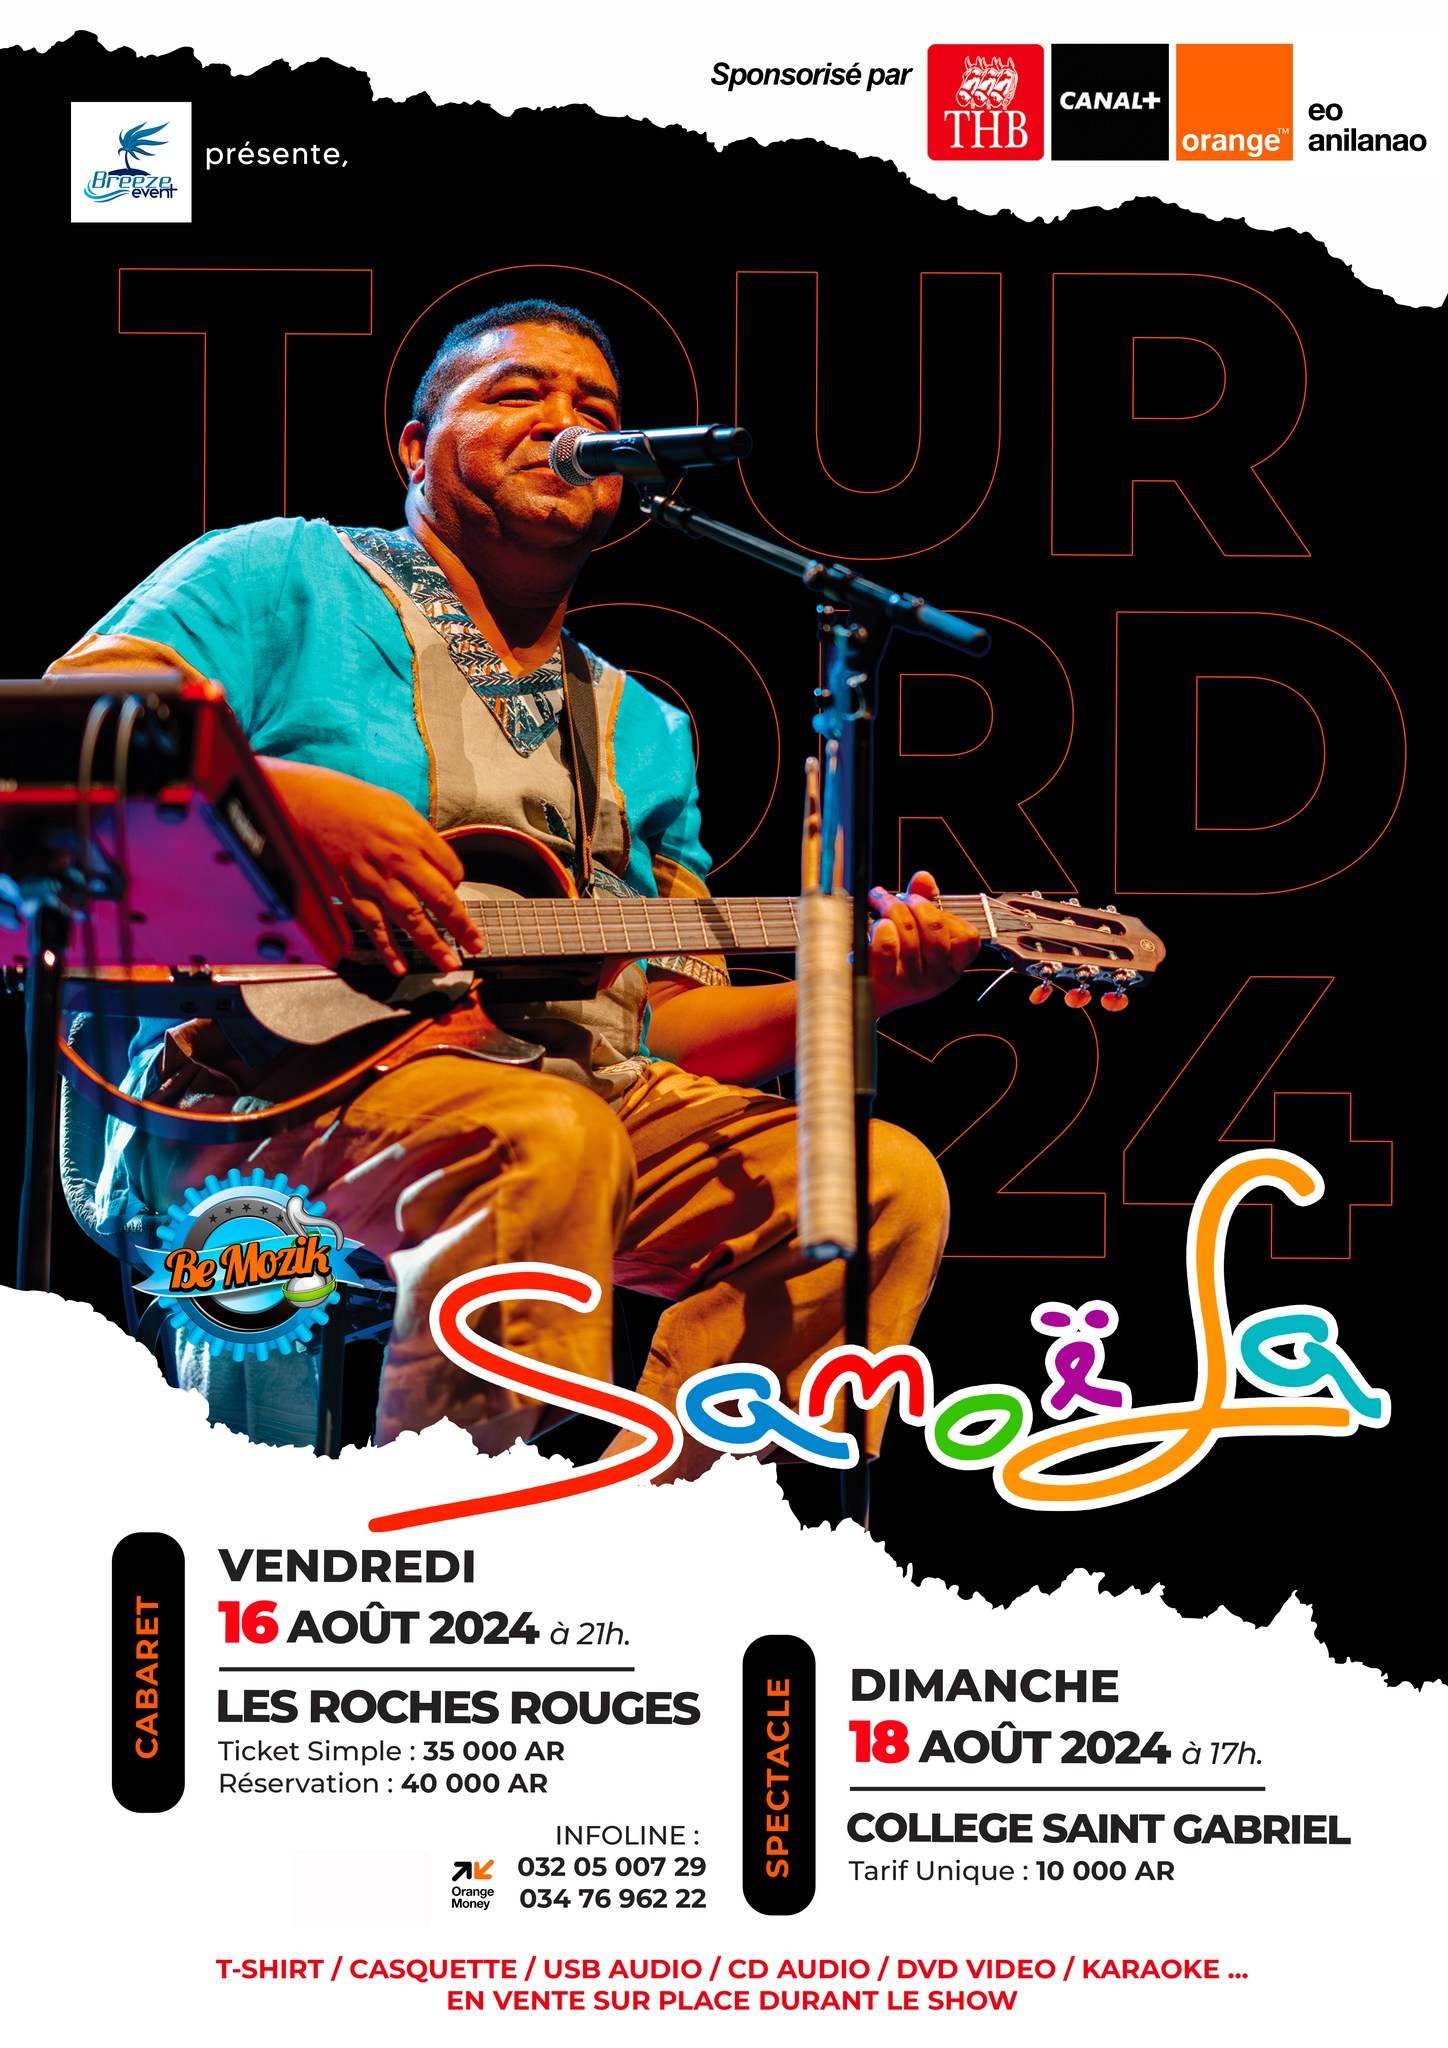 Sponsorisé par
THB
CANAL+
orange™
eo
anilanao
Breeze
event
présente,
TOUR
NORD
2024
Be Mozik
Samoëla
CABARET
VENDREDI
16 AOÛT 2024 à 21h.
LES ROCHES ROUGES
Ticket Simple : 35 000 AR
Réservation : 40 000 AR
INFOLINE :
Orange
Money
032 05 007 29
034 76 962 22
SPECTACLE
DIMANCHE
18 AOÛT 2024 à 17h.
COLLEGE SAINT GABRIEL
Tarif Unique : 10 000 AR
T-SHIRT / CASQUETTE / USB AUDIO / CD AUDIO / DVD VIDEO / KARAOKE ...
EN VENTE SUR PLACE DURANT LE SHOW